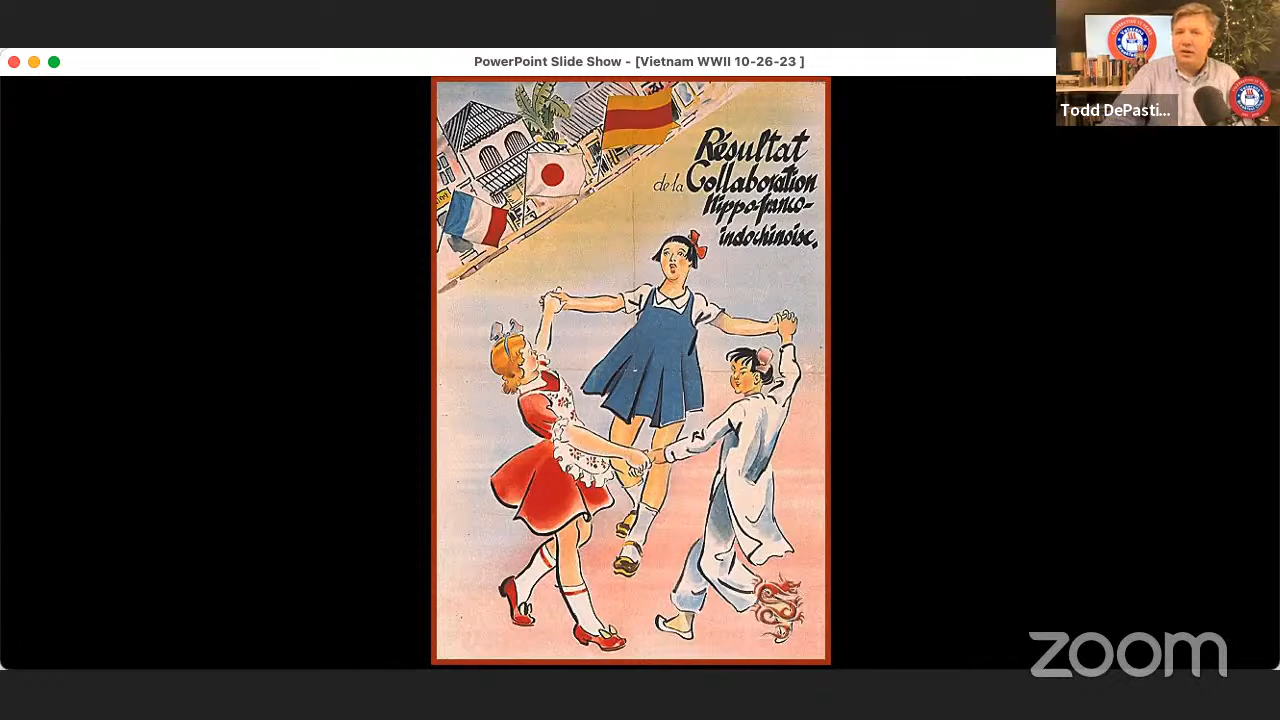 PowerPoint Slide Show - [Vietnam WWII 10-26-23 ]
Todd DePasti...
Résultat
de la Collaboration
Nippo-franco-
indochinoise.
zoom